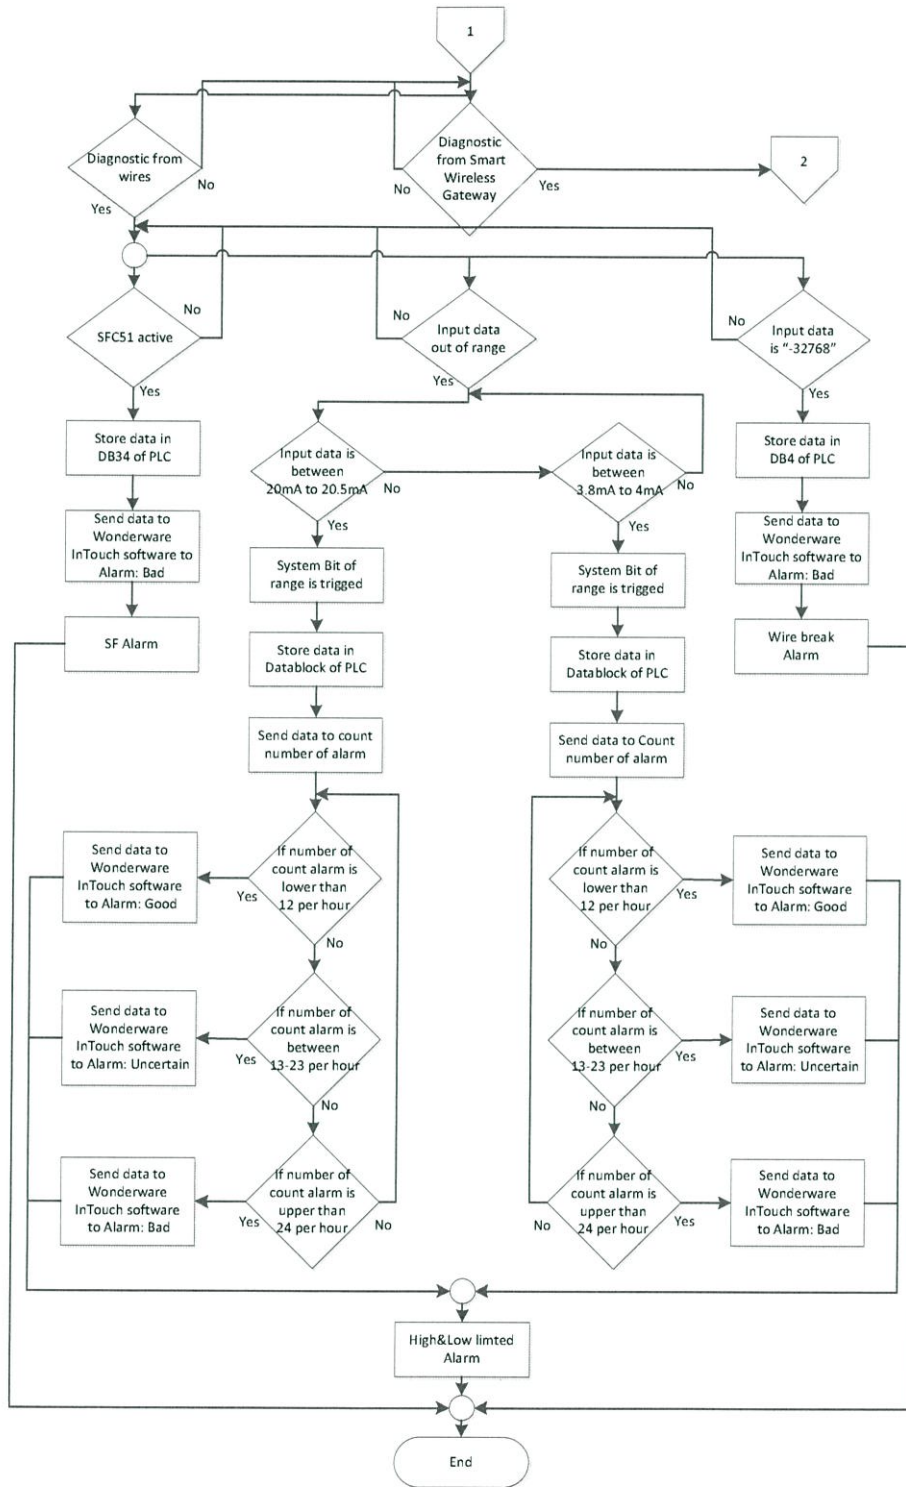 1
Diagnostic from
wires
No
Yes
Diagnostic
from Smart
Wireless
Gateway
No
Yes
2
SFC51 active
No
Yes
Input data
out of range
No
Yes
Input data
is "-32768"
No
Yes
Store data in
DB34 of PLC
Send data to
Wonderware
InTouch software to
Alarm: Bad
SF Alarm
Input data is
between
20mA to 20.5mA
No
Yes
Input data is
between
3.8mA to 4mA
No
Yes
Store data in
DB4 of PLC
Send data to
Wonderware
InTouch software to
Alarm: Bad
Wire break
Alarm
System Bit of
range is trigged
Store data in
Datablock of PLC
Send data to count
number of alarm
System Bit of
range is trigged
Store data in
Datablock of PLC
Send data to Count
number of alarm
Send data to
Wonderware
InTouch software
to Alarm: Good
If number of
count alarm is
lower than
12 per hour
Yes
No
If number of
count alarm is
lower than
12 per hour
Yes
No
Send data to
Wonderware
InTouch software
to Alarm: Good
Send data to
Wonderware
InTouch software
to Alarm: Uncertain
If number of
count alarm is
between
13-23 per hour
Yes
No
If number of
count alarm is
between
13-23 per hour
Yes
No
Send data to
Wonderware
InTouch software
to Alarm: Uncertain
Send data to
Wonderware
InTouch software
to Alarm: Bad
If number of
count alarm is
upper than
24 per hour
Yes
No
If number of
count alarm is
upper than
24 per hour
No
Yes
Send data to
Wonderware
InTouch software
to Alarm: Bad
High&Low limted
Alarm
End